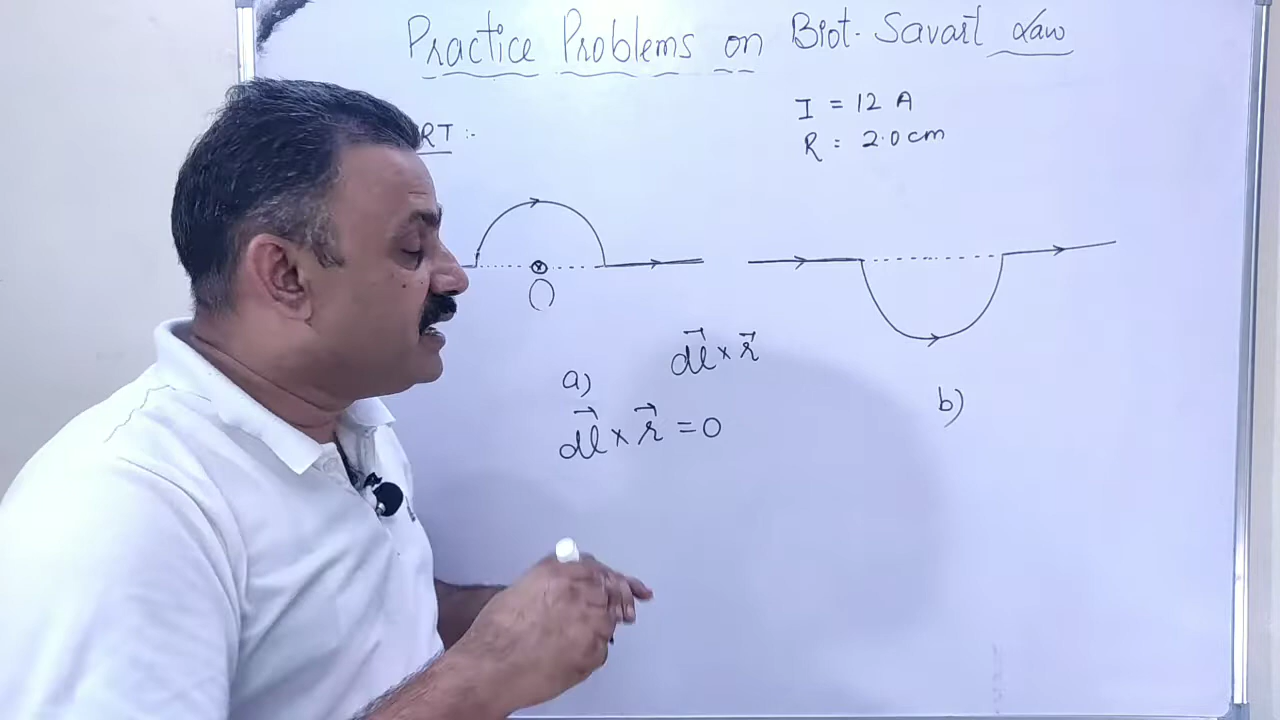 Practice Problems on Biot-Savart Law
I = 12 A
R = 2.0 cm
RT :-
O
a)
dl × r
dl × r = 0
b)